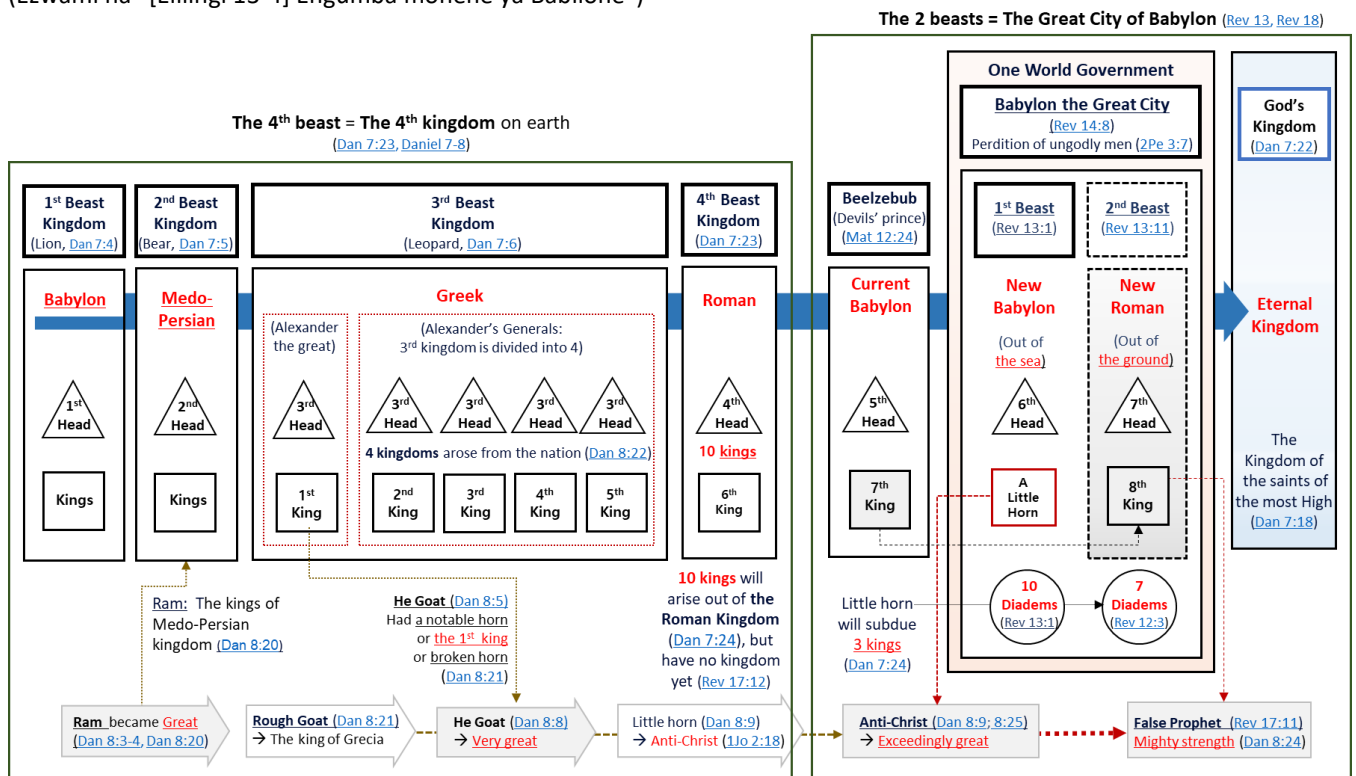 The 2 beasts = The Great City of Babylon (Rev 13, Rev 18)
The 4th beast = The 4th kingdom on earth
(Dan 7:23, Daniel 7-8)
1st Beast
Kingdom
(Lion, Dan 7:4)
2nd Beast
Kingdom
(Bear, Dan 7:5)
3rd Beast
Kingdom
(Leopard, Dan 7:6)
4th Beast
Kingdom
(Dan 7:23)
Babylon
Medo-
Persian
Greek
Roman
(Alexander
the great)
(Alexander's Generals:
3rd kingdom is divided into 4)
1st
Head
2nd
Head
3rd
Head
3rd
Head
3rd
Head
3rd
Head
3rd
Head
4th
Head
4 kingdoms arose from the nation (Dan 8:22)
10 kings
Kings
Kings
1st
King
2nd
King
3rd
King
4th
King
5th
King
6th
King
Ram: The kings of
Medo-Persian
kingdom (Dan 8:20)
He Goat (Dan 8:5)
Had a notable horn
or the 1st king
or broken horn
(Dan 8:21)
10 kings will
arise out of the
Roman Kingdom
(Dan 7:24), but
have no kingdom
yet (Rev 17:12)
Ram became Great
(Dan 8:3-4, Dan 8:20)
Rough Goat (Dan 8:21)
→ The king of Grecia
He Goat (Dan 8:8)
→ Very great
Little horn (Dan 8:9)
→ Anti-Christ (1Jo 2:18)
One World Government
Babylon the Great City
(Rev 14:8)
Perdition of ungodly men (2Pe 3:7)
God's
Kingdom
(Dan 7:22)
Beelzebub
(Devils' prince)
(Mat 12:24)
1st Beast
(Rev 13:1)
2nd Beast
(Rev 13:11)
Current
Babylon
New
Babylon
New
Roman
Eternal
Kingdom
(Out of
the sea)
(Out of
the ground)
5th
Head
6th
Head
7th
Head
7th
King
A
Little
Horn
8th
King
The
Kingdom of
the saints of
the most High
(Dan 7:18)
Little horn
will subdue
3 kings
(Dan 7:24)
10
Diadems
(Rev 13:1)
7
Diadems
(Rev 12:3)
Anti-Christ (Dan 8:9; 8:25)
→ Exceedingly great
False Prophet (Rev 17:11)
Mighty strength (Dan 8:24)